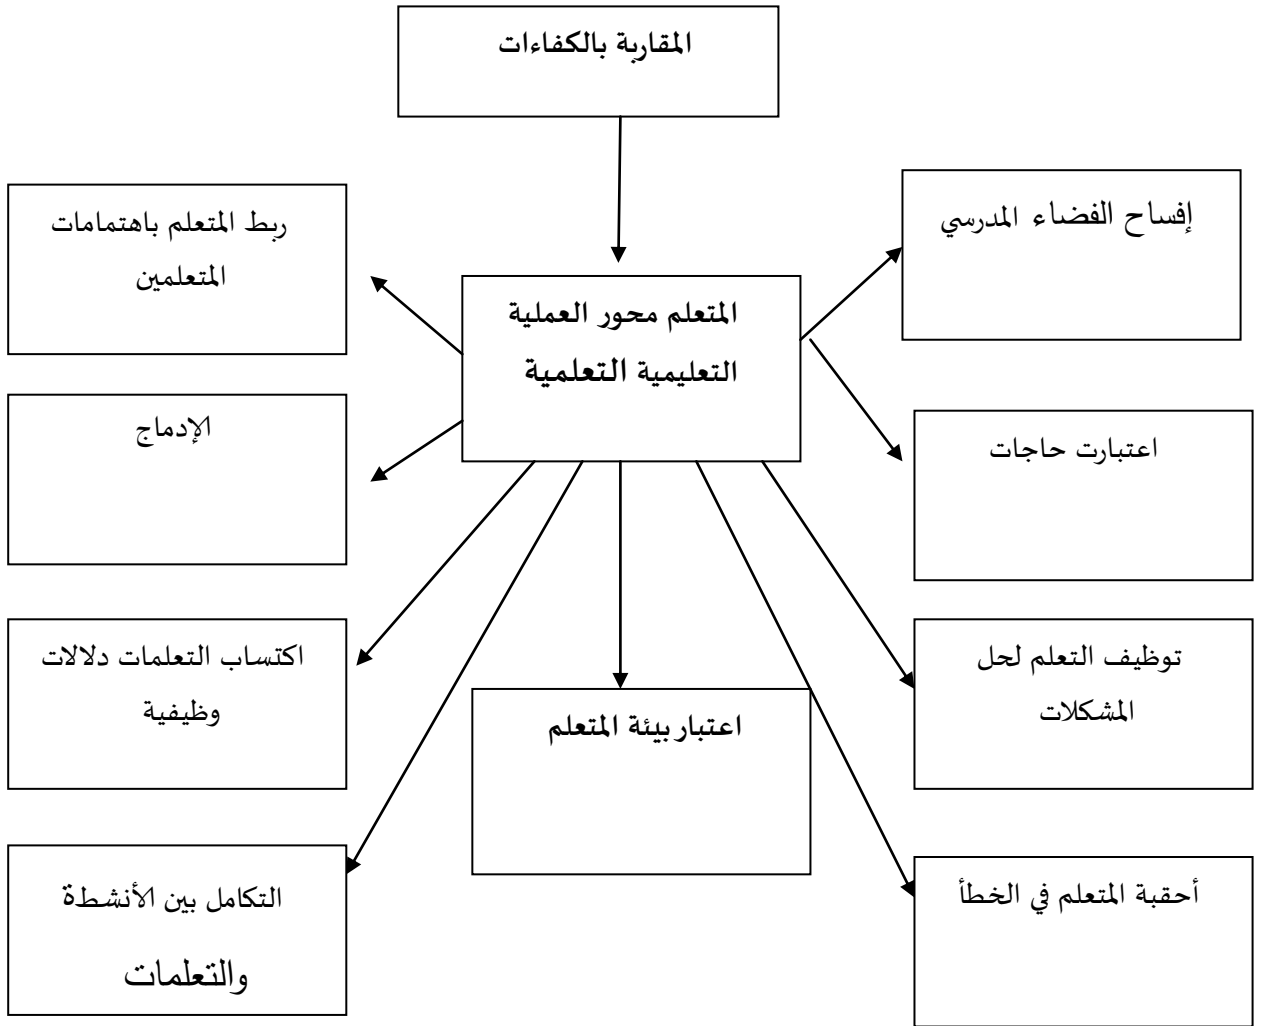 المقاربة بالكفاءات
إفساح الفضاء المدرسي
ربط المتعلم باهتمامات
المتعلمين
المتعلم محور العملية
التعليمية التعلمية
اعتبارت حاجات
الإدماج
توظيف التعلم لحل
المشكلات
اكتساب التعلمات دلالات
وظيفية
اعتبار بيئة المتعلم
أحقبة المتعلم في الخطأ
التكامل بين الأنشطة
والتعلمات